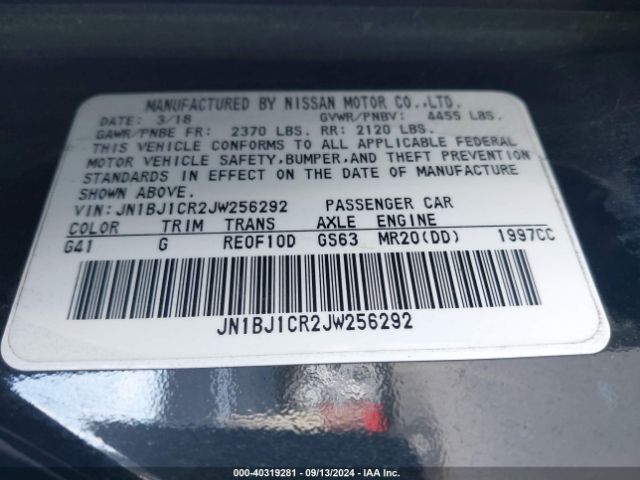 MANUFACTURED BY NISSAN MOTOR CO.,LTD.
DATE: 3/18 GVWR/PNBV: 4455 LBS.
GAWR/PNBE FR: 2370 LBS. RR: 2120 LBS.
THIS VEHICLE CONFORMS TO ALL APPLICABLE FEDERAL
MOTOR VEHICLE SAFETY,BUMPER,AND THEFT PREVENTION
STANDARDS IN EFFECT ON THE DATE OF MANUFACTURE
SHOWN ABOVE.
VIN: JN1BJ1CR2JW256292 PASSENGER CAR
COLOR TRIM TRANS AXLE ENGINE
G41 G RE0F10D GS63 MR20(DD) 1997CC
JN1BJ1CR2JW256292
000-40319281 - 09/13/2024 - IAA Inc.